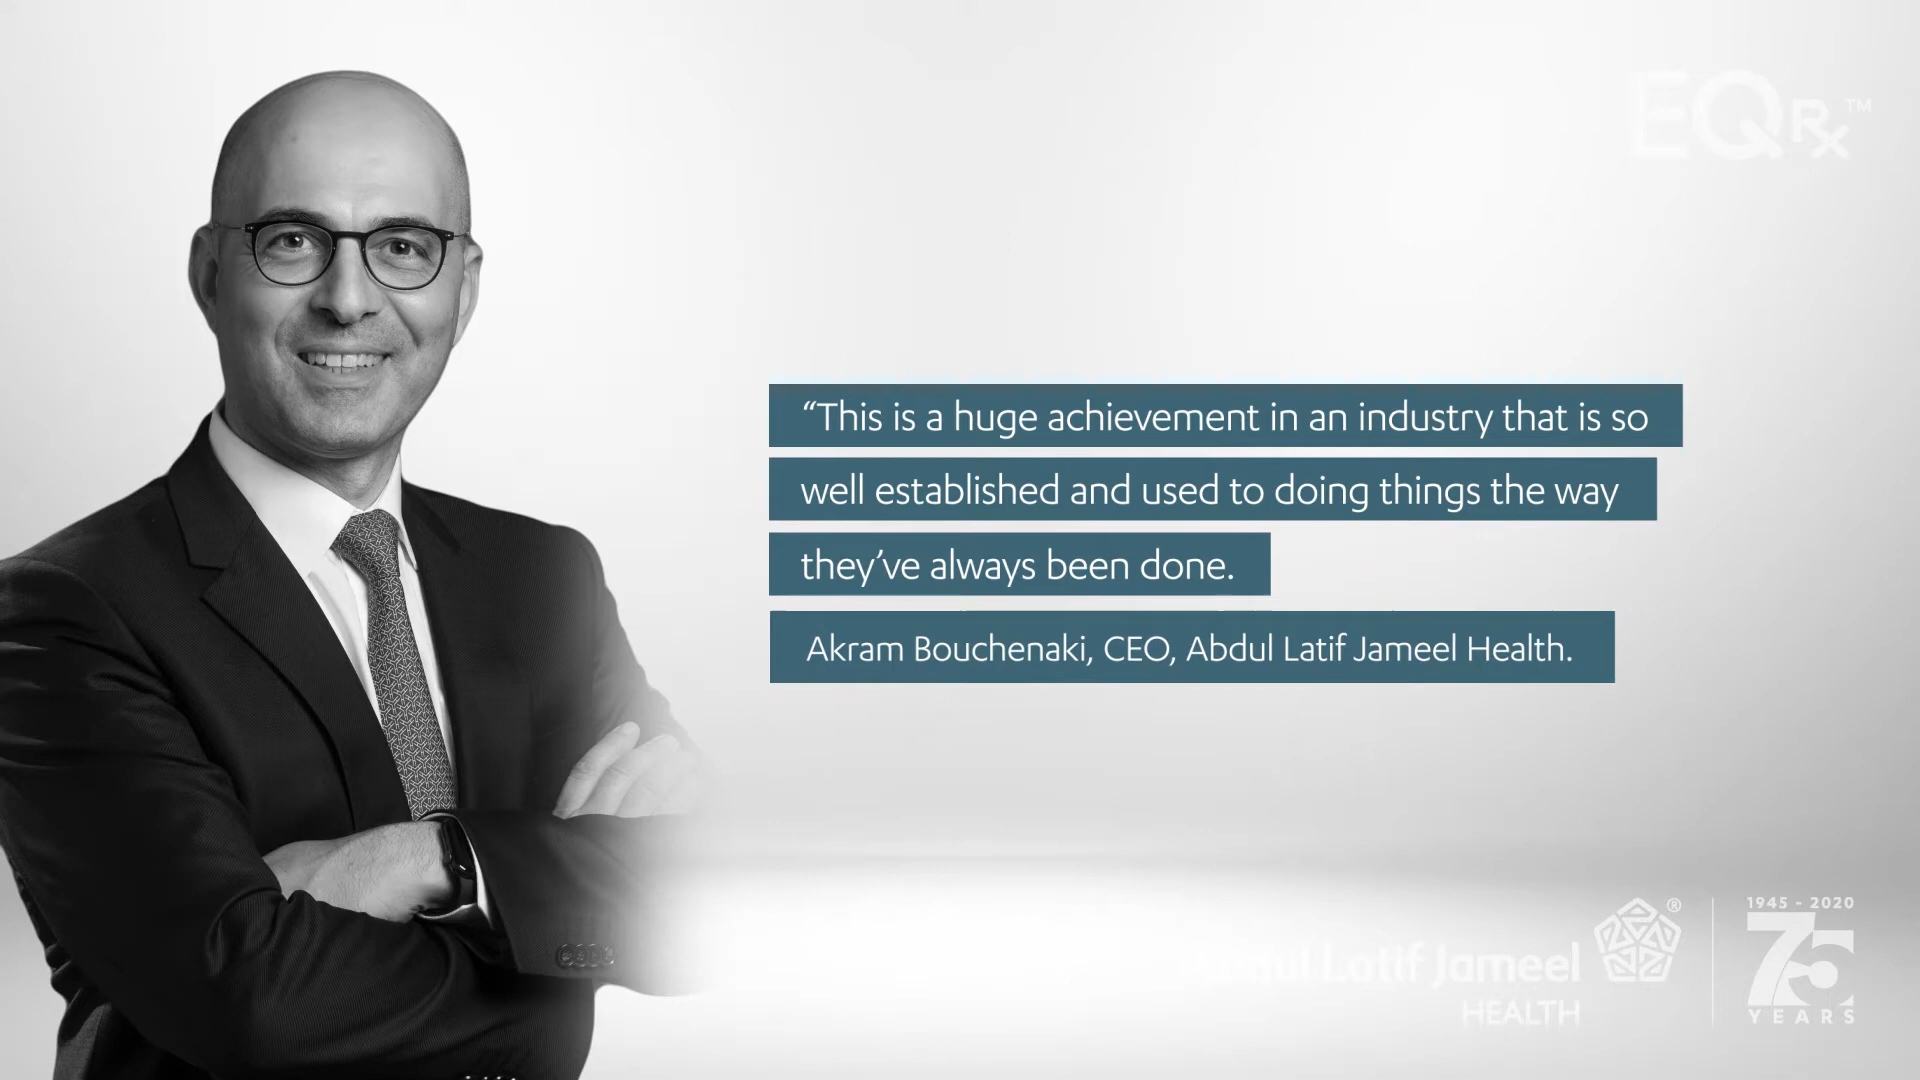 EQRx™
“This is a huge achievement in an industry that is so
well established and used to doing things the way
they’ve always been done.
Akram Bouchenaki, CEO, Abdul Latif Jameel Health.
Latif Jameel ®
HEALTH
1945 - 2020
75
YEARS